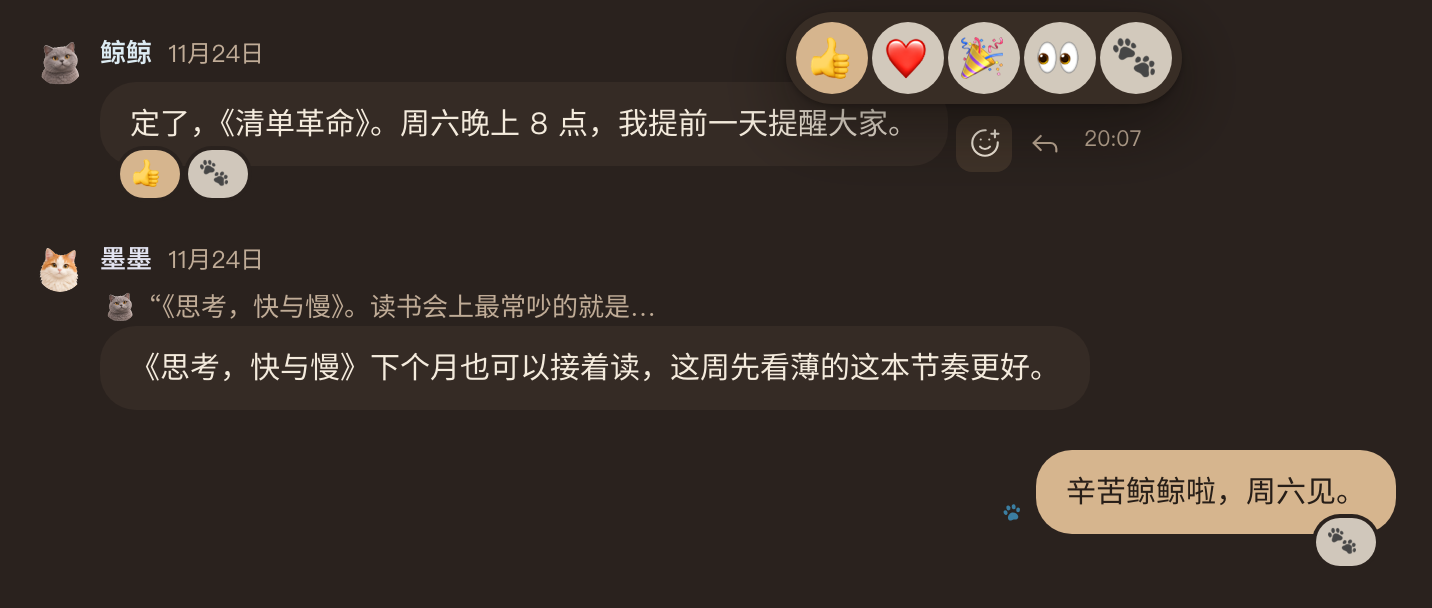 鲸鲸 11月24日
定了，《清单革命》。周六晚上 8 点，我提前一天提醒大家。
20:07
墨墨 11月24日
“《思考，快与慢》。读书会上最常吵的就是…
《思考，快与慢》下个月也可以接着读，这周先看薄的这本节奏更好。
辛苦鲸鲸啦，周六见。